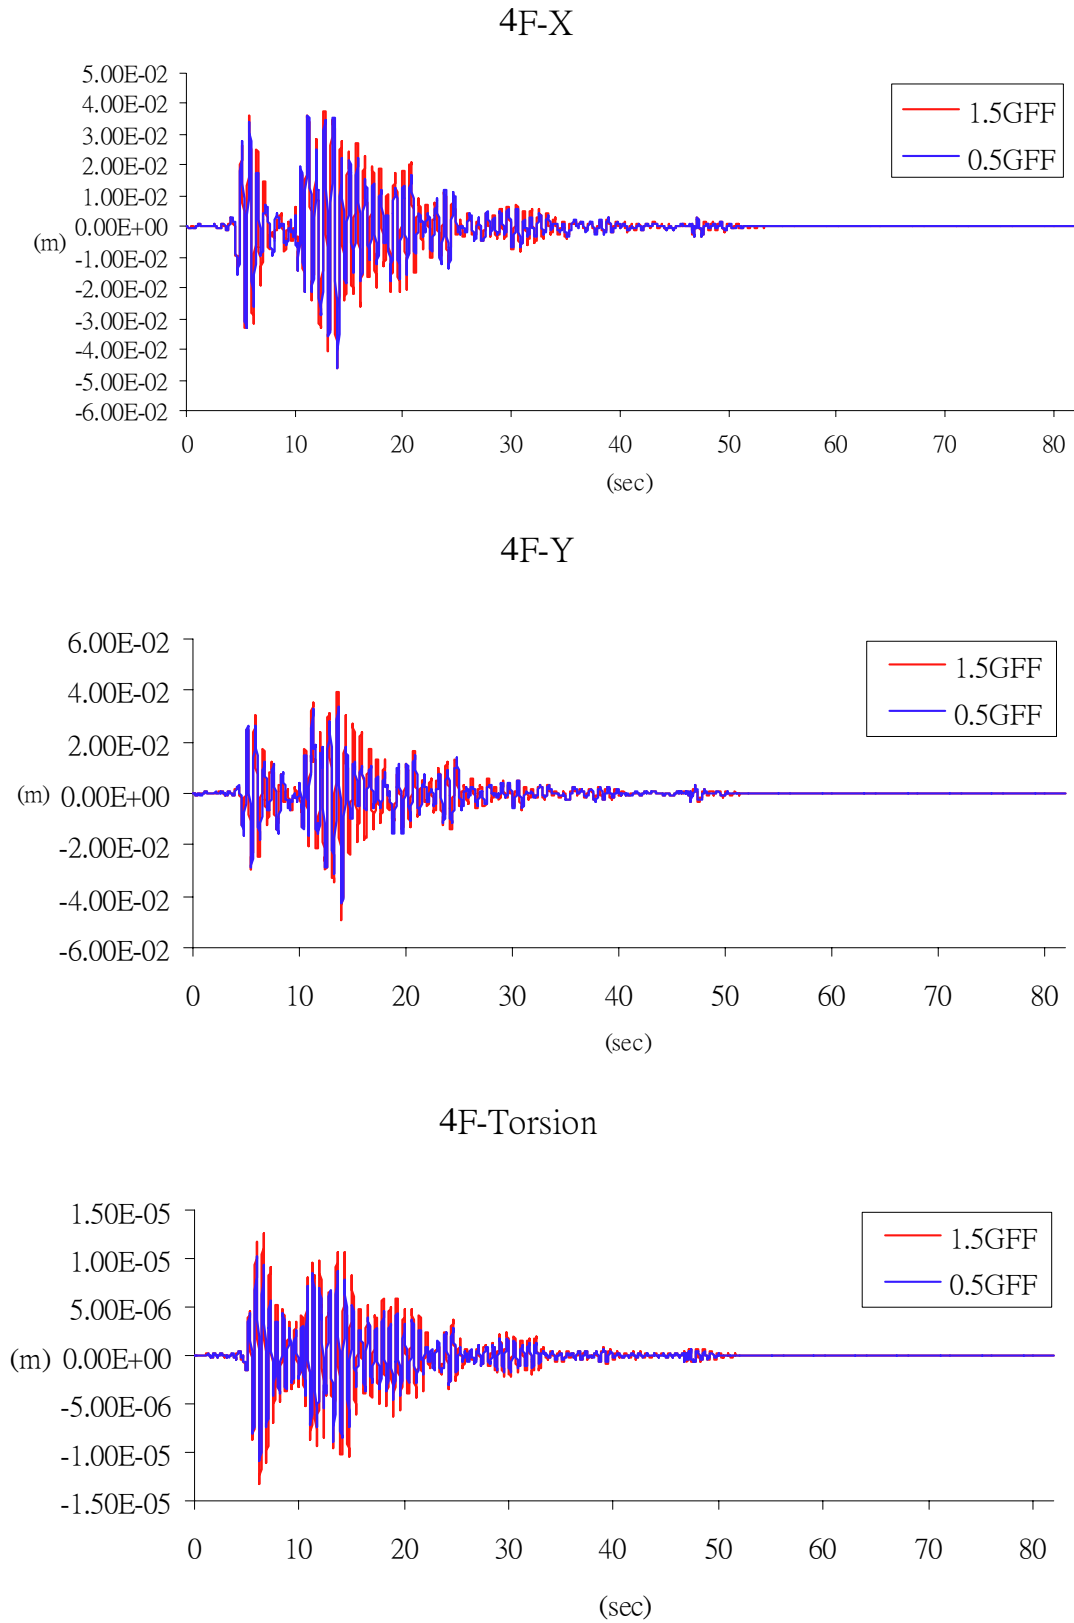 4F-X
5.00E-02
4.00E-02
3.00E-02
2.00E-02
1.00E-02
0.00E+00
-1.00E-02
-2.00E-02
-3.00E-02
-4.00E-02
-5.00E-02
-6.00E-02
(m)
1.5GFF
0.5GFF
0 10 20 30 40 50 60 70 80
(sec)
4F-Y
6.00E-02
4.00E-02
2.00E-02
(m) 0.00E+00
-2.00E-02
-4.00E-02
-6.00E-02
1.5GFF
0.5GFF
0 10 20 30 40 50 60 70 80
(sec)
4F-Torsion
1.50E-05
1.00E-05
5.00E-06
(m) 0.00E+00
-5.00E-06
-1.00E-05
-1.50E-05
1.5GFF
0.5GFF
0 10 20 30 40 50 60 70 80
(sec)